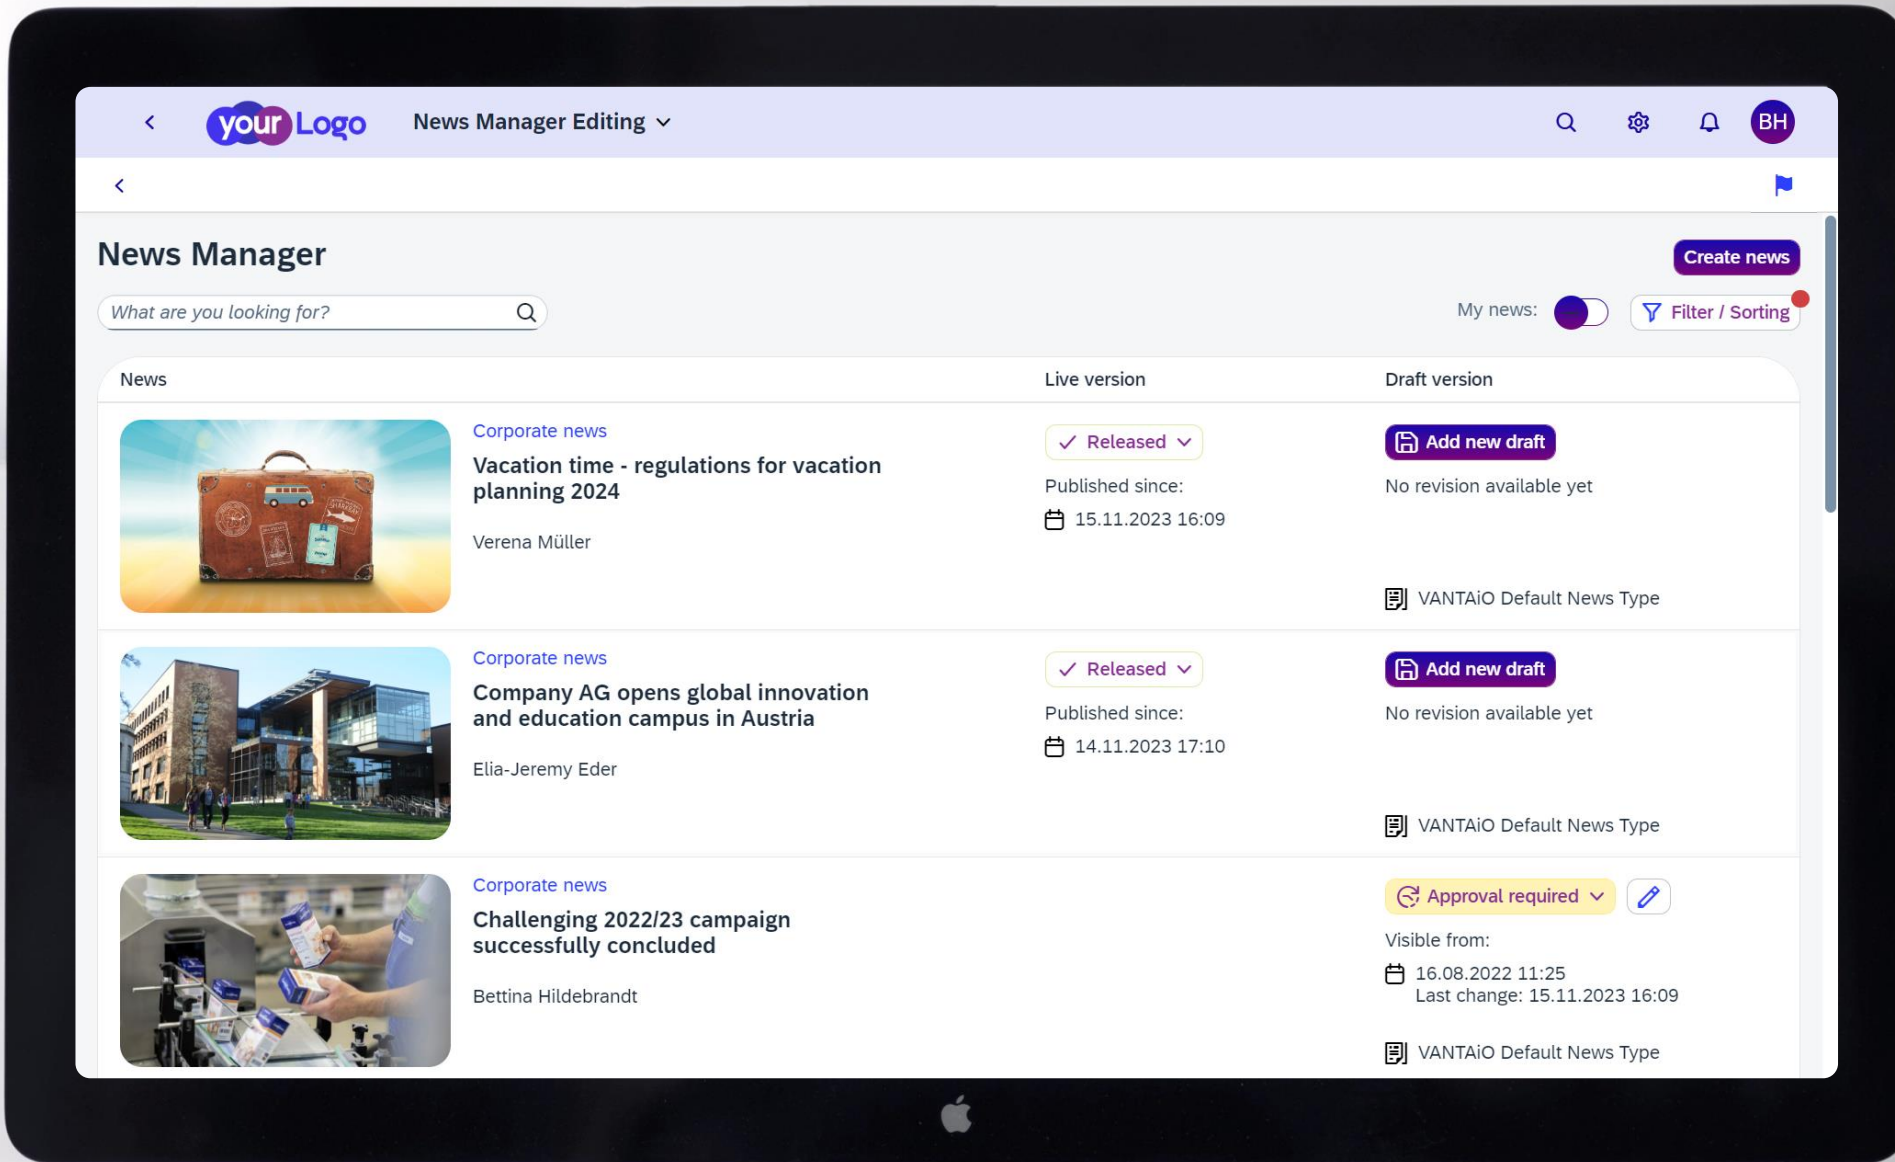 your Logo
News Manager Editing
BH
News Manager
Create news
What are you looking for?
My news:
Filter / Sorting
News
Live version
Draft version
Corporate news
Vacation time - regulations for vacation
planning 2024
Verena Müller
Released
Published since:
15.11.2023 16:09
Add new draft
No revision available yet
VANTAiO Default News Type
Corporate news
Company AG opens global innovation
and education campus in Austria
Elia-Jeremy Eder
Released
Published since:
14.11.2023 17:10
Add new draft
No revision available yet
VANTAiO Default News Type
Corporate news
Challenging 2022/23 campaign
successfully concluded
Bettina Hildebrandt
Approval required
Visible from:
16.08.2022 11:25
Last change: 15.11.2023 16:09
VANTAiO Default News Type